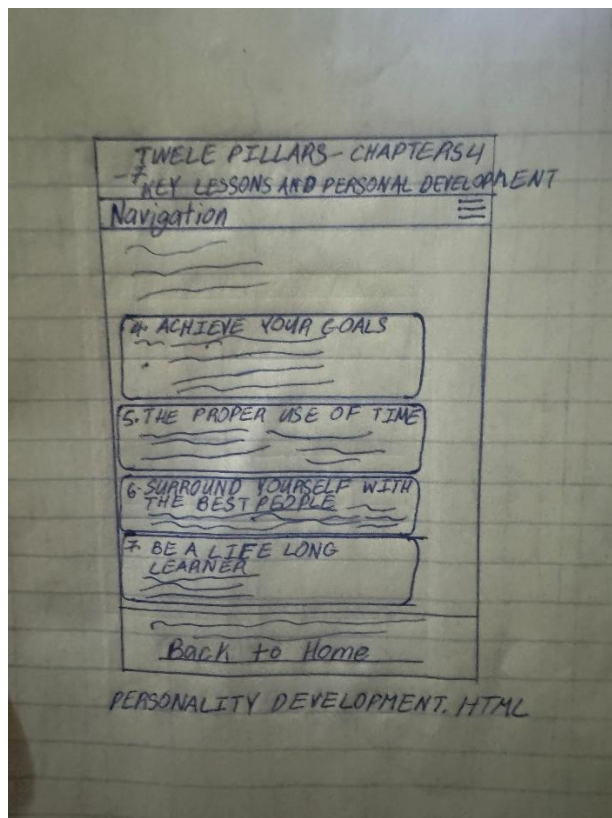 TWELE PILLARS - CHAPTERS 4
-7 KEY LESSONS AND PERSONAL DEVELOPMENT
Navigation
4. ACHIEVE YOUR GOALS
5. THE PROPER USE OF TIME
6. SURROUND YOURSELF WITH
THE BEST PEOPLE
7. BE A LIFE LONG
LEARNER
Back to Home
PERSONALITY DEVELOPMENT. HTML